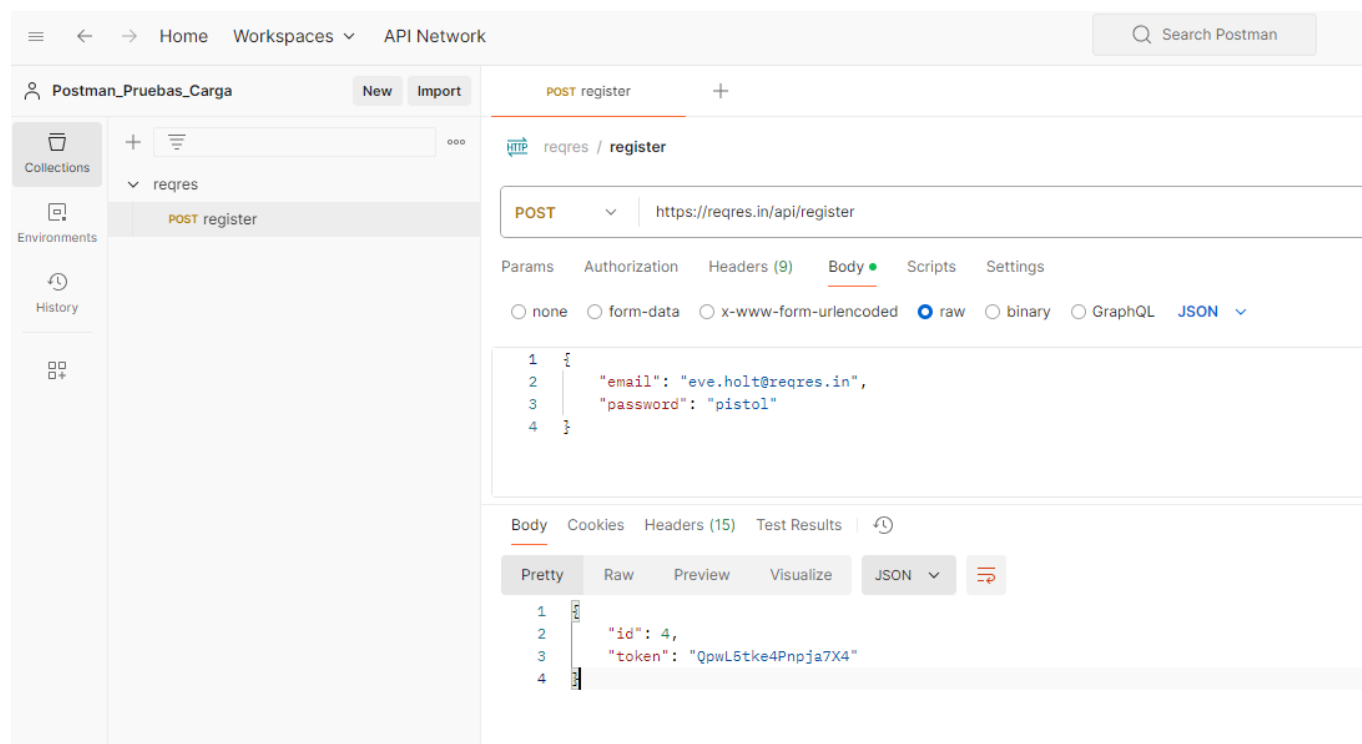 Home Workspaces API Network Search Postman
Postman_Pruebas_Carga New Import
POST register
Collections
reqres / register
reqres
POST register
Environments
History
POST https://reqres.in/api/register
Params Authorization Headers (9) Body Scripts Settings
none form-data x-www-form-urlencoded raw binary GraphQL JSON
1 {
2 "email": "eve.holt@reqres.in",
3 "password": "pistol"
4 }
Body Cookies Headers (15) Test Results
Pretty Raw Preview Visualize JSON
1 {
2 "id": 4,
3 "token": "QpwL5tke4Pnpja7X4"
4 }